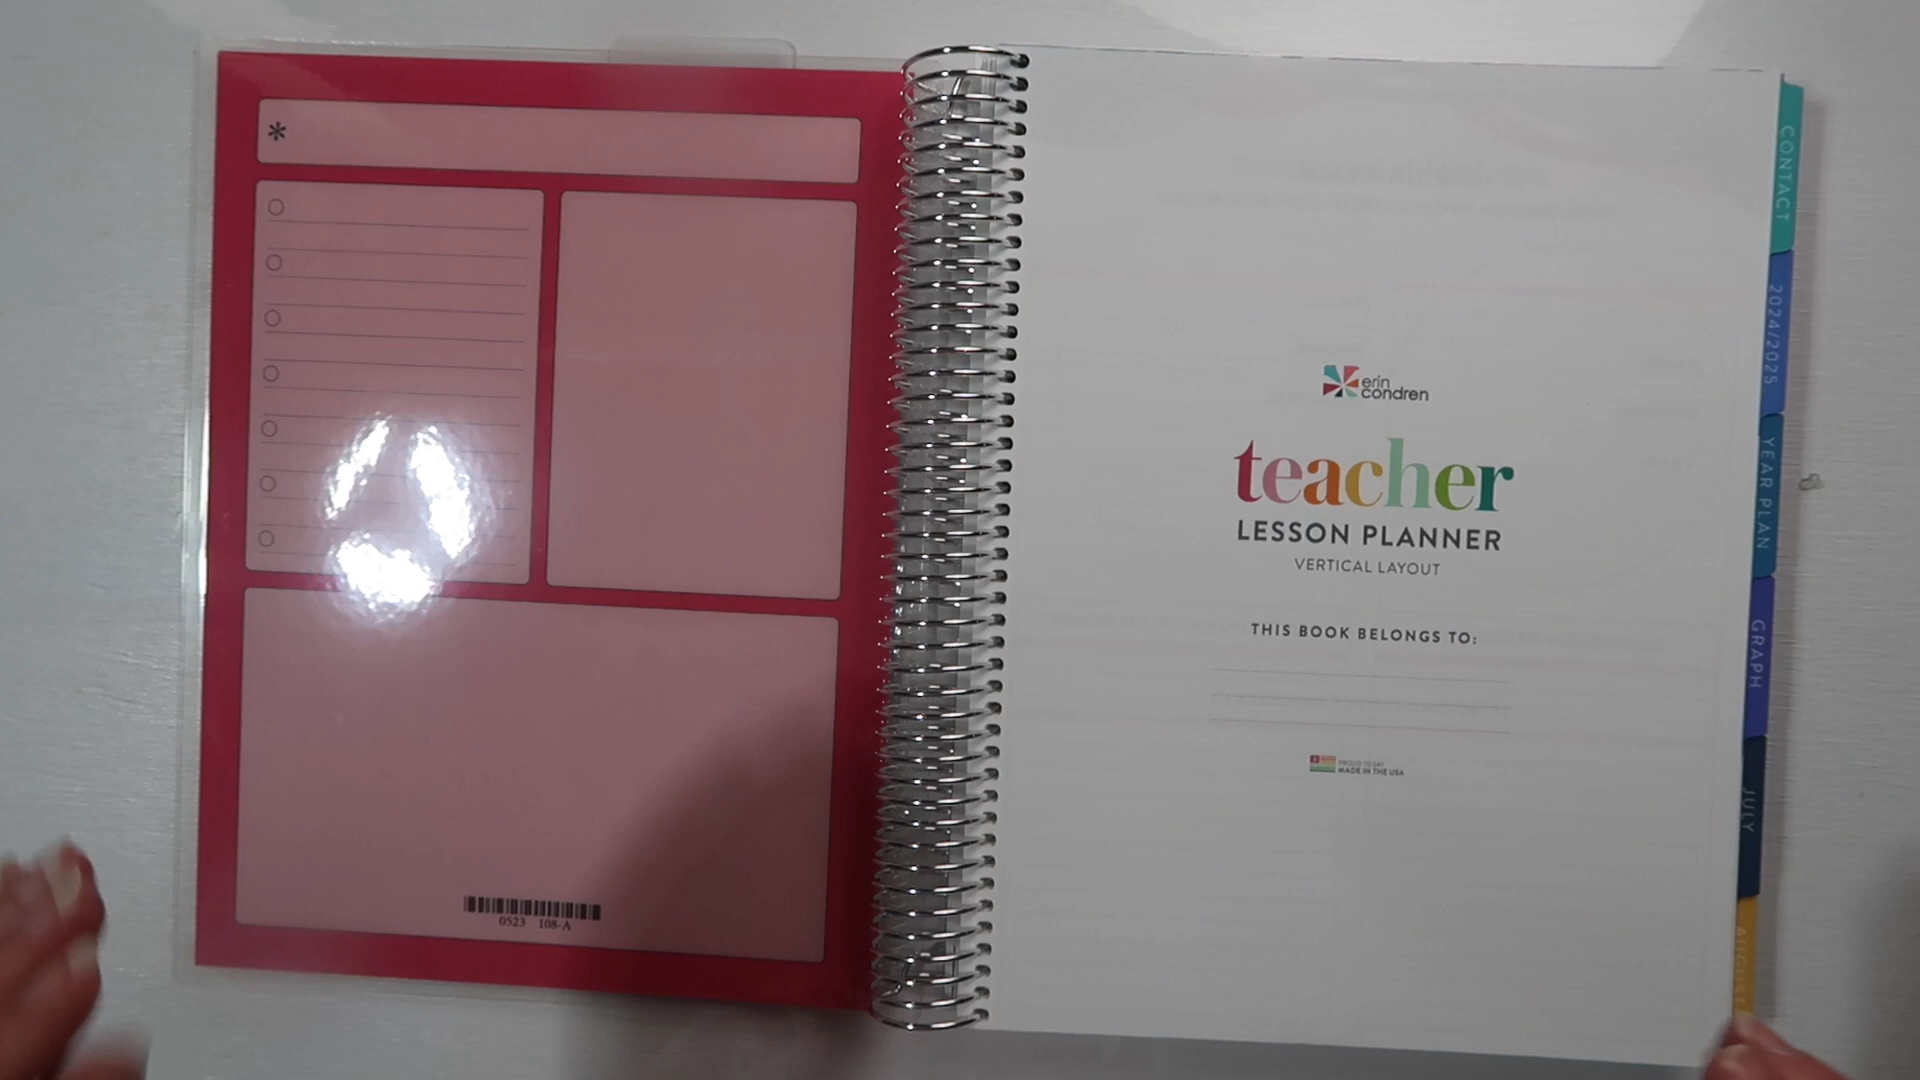 *
0523 108-A
erin
condren
teacher
LESSON PLANNER
VERTICAL LAYOUT
THIS BOOK BELONGS TO:
PROUD TO SAY
MADE IN THE USA
CONTACT
2024/2025
YEAR PLAN
GRAPH
JULY
AUGUST